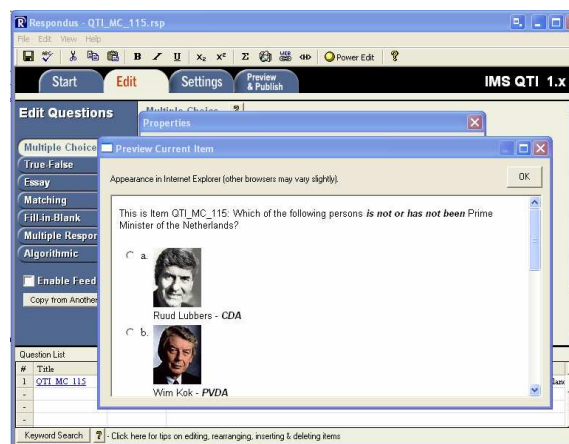 Respondus - QTI_MC_115.rsp
File Edit View Help
B I U X₂ X² Σ WEB Power Edit ?
Start Edit Settings Preview & Publish IMS QTI 1.x
Edit Questions
Multiple Choice ?
Properties
Multiple Choice
Preview Current Item
True-False
Appearance in Internet Explorer (other browsers may vary slightly).
OK
Essay
Matching
Fill-in-Blank
Multiple Respon
Algorithmic
This is Item QTI_MC_115: Which of the following persons is not or has not been Prime
Minister of the Netherlands?
a.
Ruud Lubbers - CDA
b.
Wim Kok - PVDA
Enable Feed
Copy from Another
Question List
# Title
1 QTI MC 115
Keyword Search ? - Click here for tips on editing, rearranging, inserting & deleting items